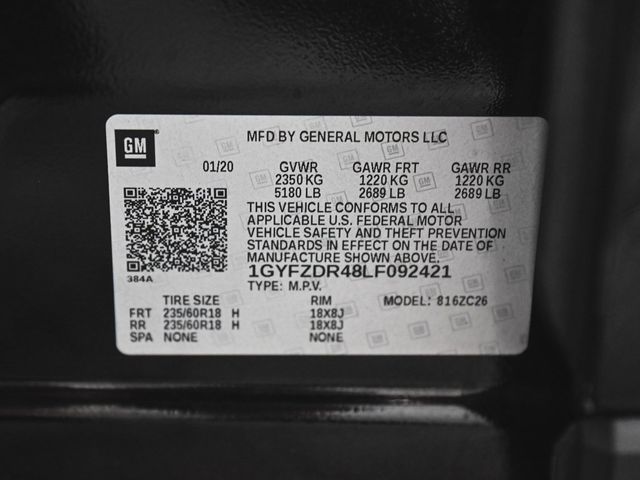 GM
MFD BY GENERAL MOTORS LLC
01/20 GVWR GAWR FRT GAWR RR
2350 KG 1220 KG 1220 KG
5180 LB 2689 LB 2689 LB
THIS VEHICLE CONFORMS TO ALL
APPLICABLE U.S. FEDERAL MOTOR
VEHICLE SAFETY AND THEFT PREVENTION
STANDARDS IN EFFECT ON THE DATE OF
MANUFACTURE SHOWN ABOVE.
384A 1GYFZDR48LF092421
TYPE: M.P.V.
TIRE SIZE RIM MODEL: 816ZC26
FRT 235/60R18 H 18X8J
RR 235/60R18 H 18X8J
SPA NONE NONE